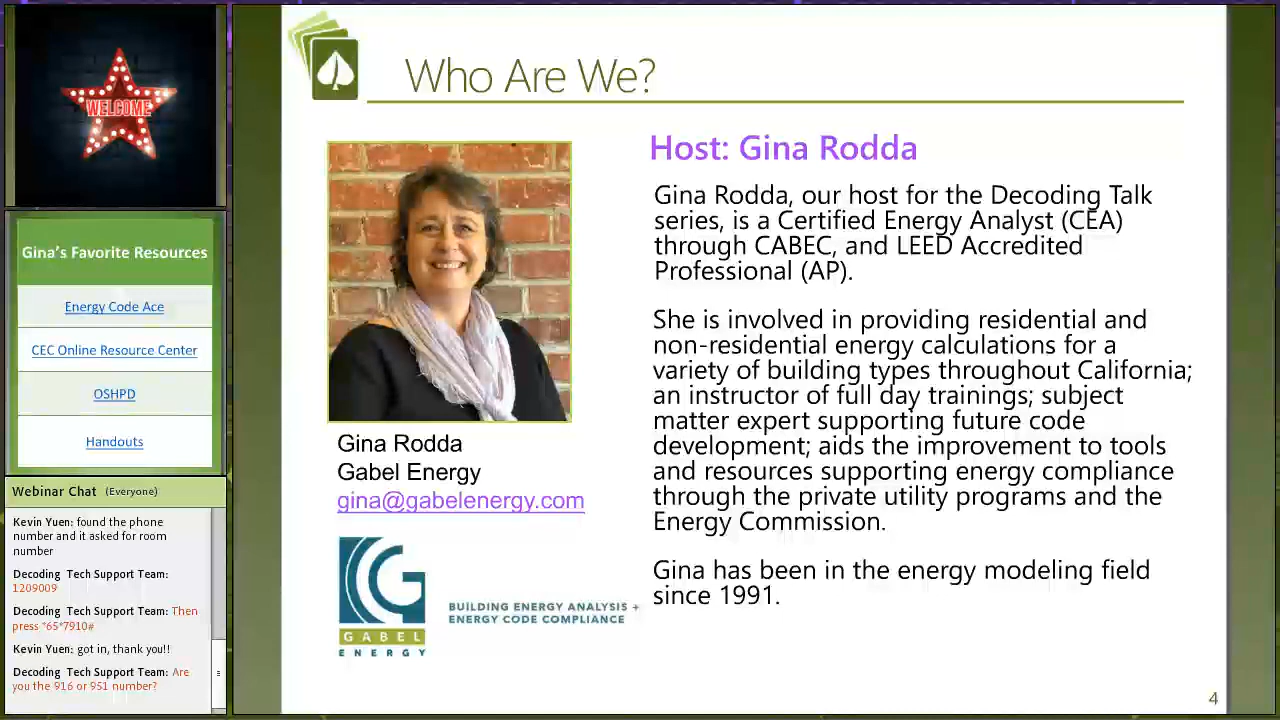 WELCOME
Gina's Favorite Resources
Energy Code Ace
CEC Online Resource Center
OSHPD
Handouts
Webinar Chat (Everyone)
Kevin Yuen: found the phone
number and it asked for room
number
Decoding Tech Support Team:
1209009
Decoding Tech Support Team: Then
press *65*7910#
Kevin Yuen: got in, thank you!!
Decoding Tech Support Team: Are
you the 916 or 951 number?
Who Are We?
Gina Rodda
Gabel Energy
gina@gabelenergy.com
G
GABEL
ENERGY
BUILDING ENERGY ANALYSIS +
ENERGY CODE COMPLIANCE
Host: Gina Rodda
Gina Rodda, our host for the Decoding Talk
series, is a Certified Energy Analyst (CEA)
through CABEC, and LEED Accredited
Professional (AP).
She is involved in providing residential and
non-residential energy calculations for a
variety of building types throughout California;
an instructor of full day trainings; subject
matter expert supporting future code
development; aids the improvement to tools
and resources supporting energy compliance
through the private utility programs and the
Energy Commission.
Gina has been in the energy modeling field
since 1991.
4